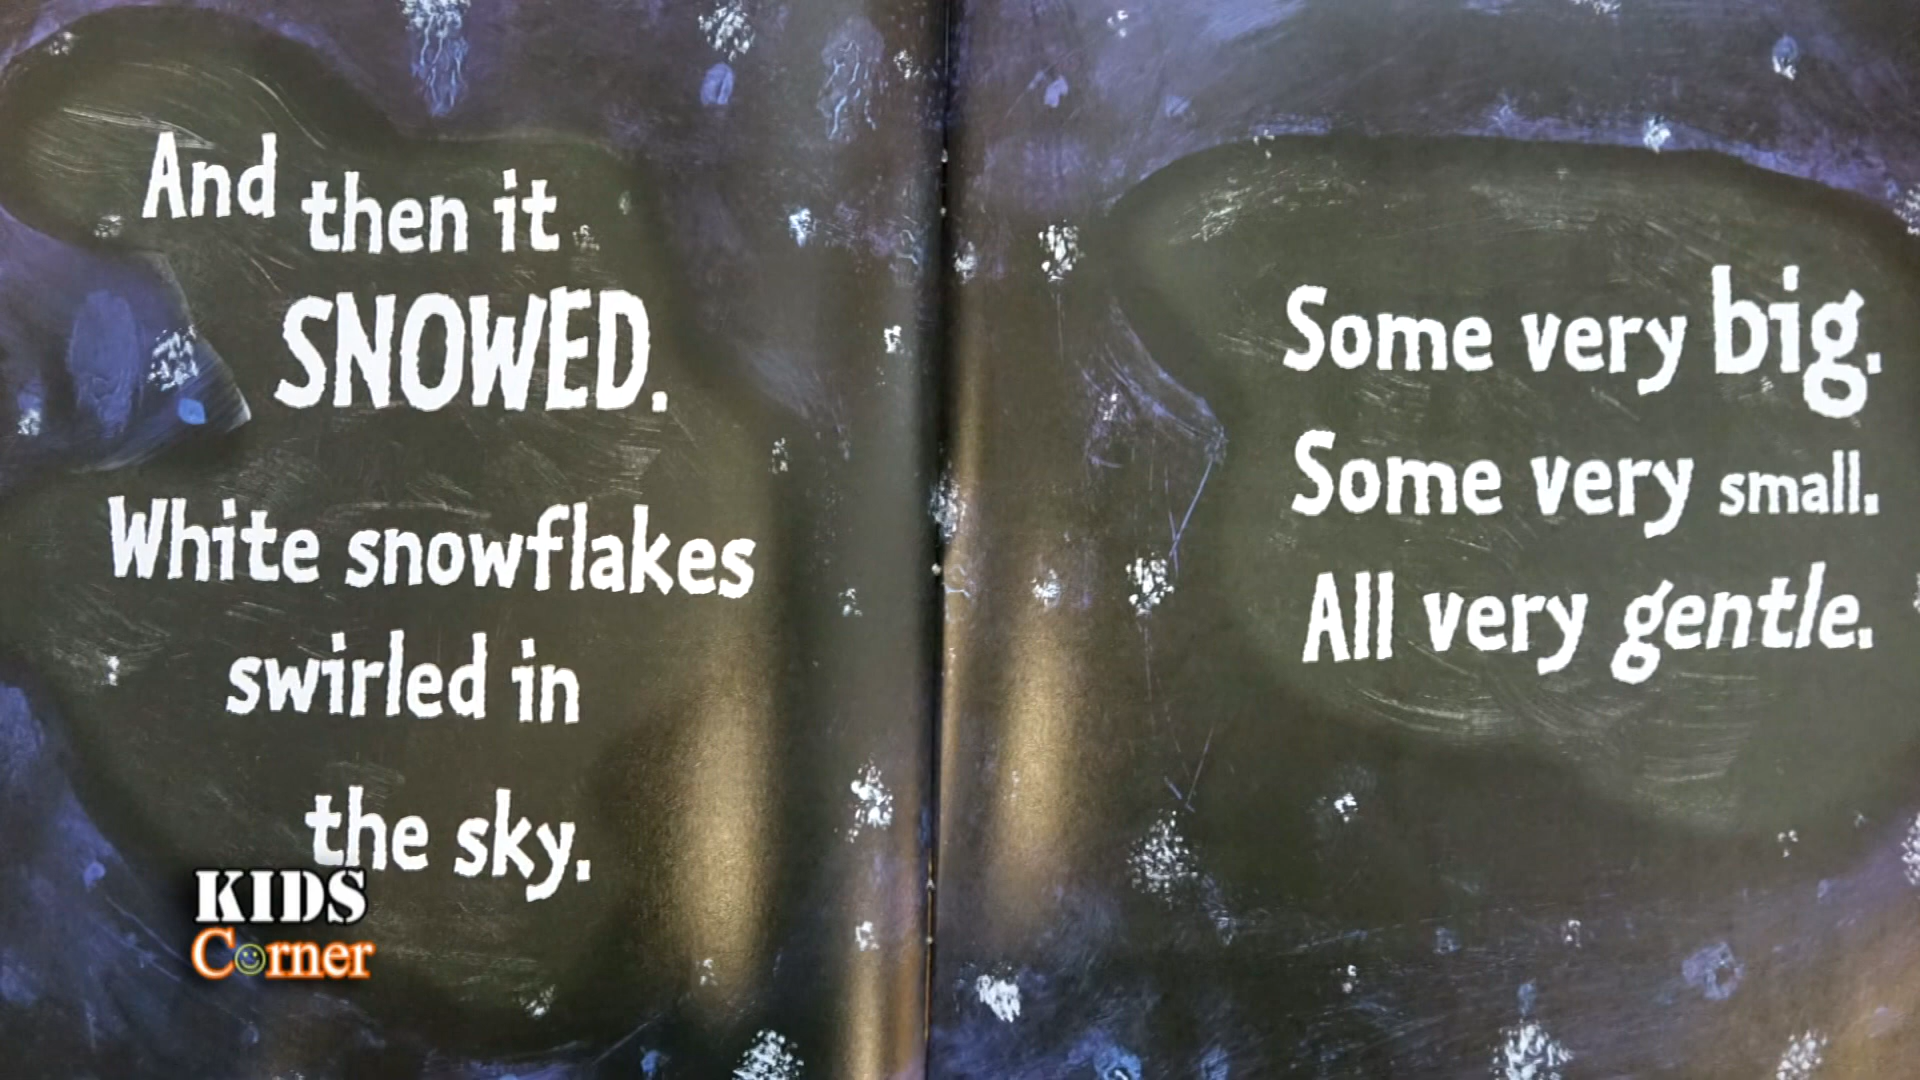 And then it
SNOWED.
White snowflakes
swirled in
the sky.
Some very big.
Some very small.
All very gentle.
KIDS
Corner